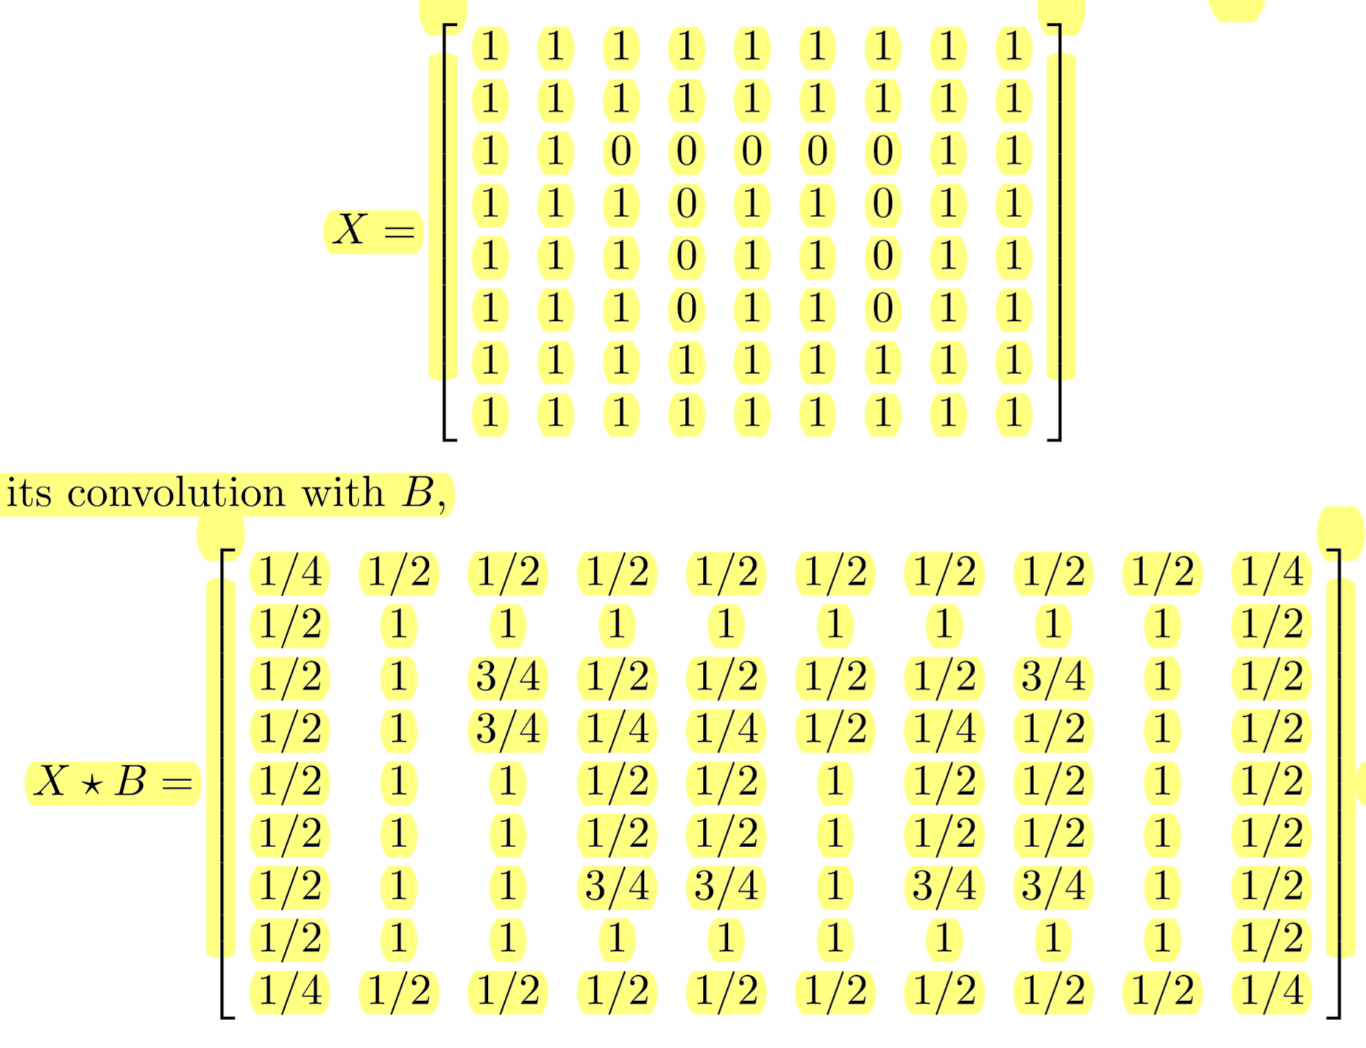 1 1 1 1 1 1 1 1 1
1 1 1 1 1 1 1 1 1
1 1 0 0 0 0 0 1 1
1 1 1 0 1 1 0 1 1
X =
1 1 1 0 1 1 0 1 1
1 1 1 0 1 1 0 1 1
1 1 1 1 1 1 1 1 1
1 1 1 1 1 1 1 1 1
its convolution with B,
1/4 1/2 1/2 1/2 1/2 1/2 1/2 1/2 1/2 1/4
1/2 1 1 1 1 1 1 1 1 1/2
1/2 1 3/4 1/2 1/2 1/2 1/2 3/4 1 1/2
1/2 1 3/4 1/4 1/4 1/2 1/4 1/2 1 1/2
X ⋆ B =
1/2 1 1 1/2 1/2 1 1/2 1/2 1 1/2
1/2 1 1 1/2 1/2 1 1/2 1/2 1 1/2
1/2 1 1 3/4 3/4 1 3/4 3/4 1 1/2
1/2 1 1 1 1 1 1 1 1 1/2
1/4 1/2 1/2 1/2 1/2 1/2 1/2 1/2 1/2 1/4